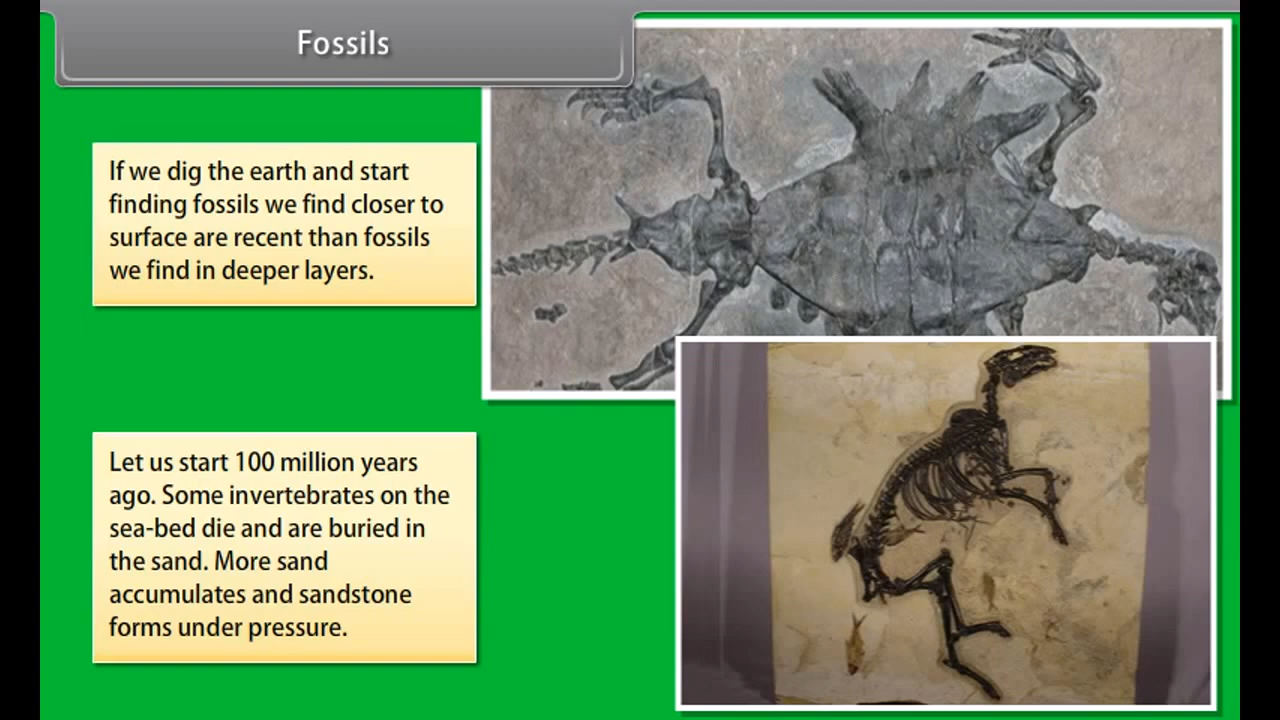 Fossils
If we dig the earth and start
finding fossils we find closer to
surface are recent than fossils
we find in deeper layers.
Let us start 100 million years
ago. Some invertebrates on the
sea-bed die and are buried in
the sand. More sand
accumulates and sandstone
forms under pressure.